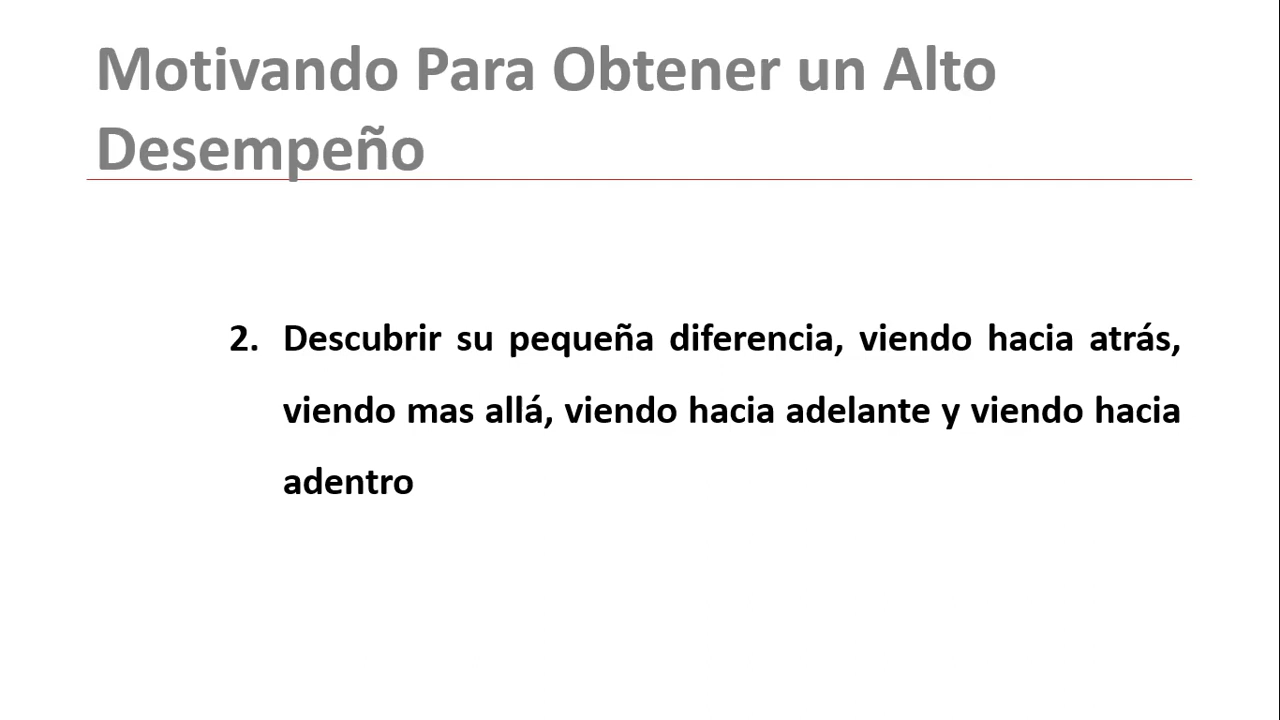 Motivando Para Obtener un Alto
Desempeño
2. Descubrir su pequeña diferencia, viendo hacia atrás,
viendo mas allá, viendo hacia adelante y viendo hacia
adentro